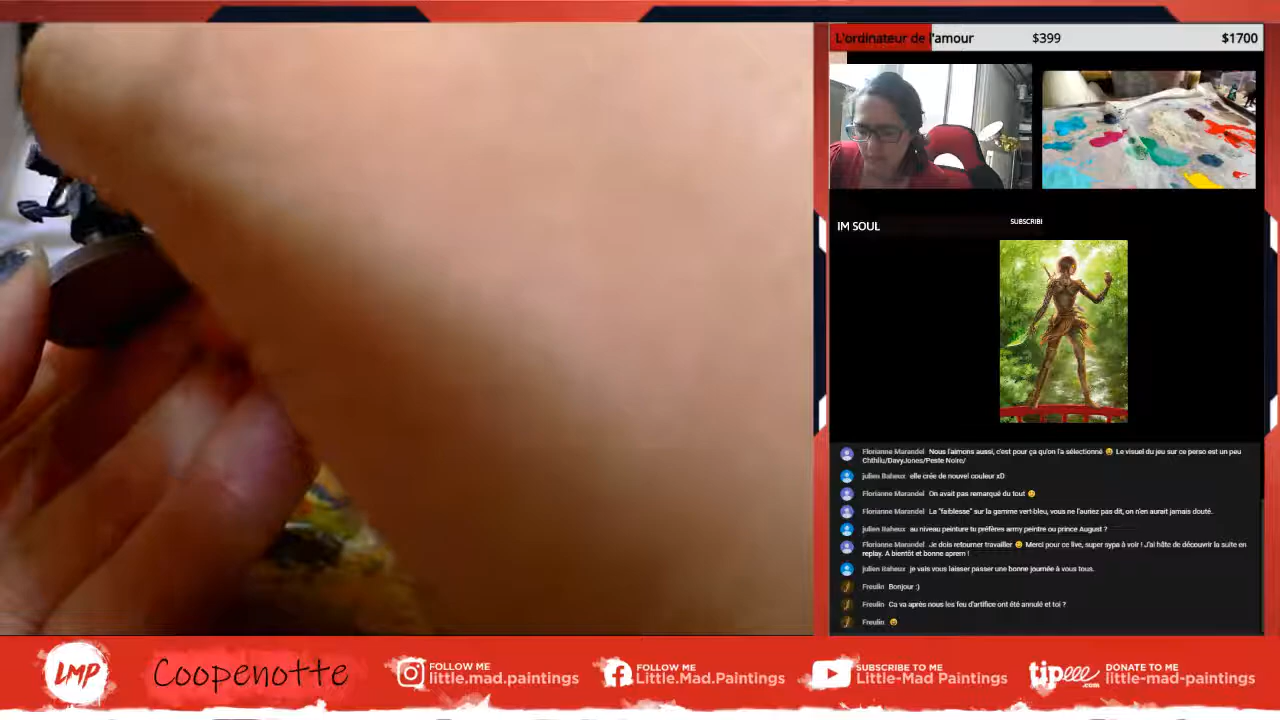 L'ordinateur de l'amour $399 $1700
SUBSCRIBI
IM SOUL
Florianne Marandel Nous l'aimons aussi, c'est pour ça qu'on l'a sélectionné 😉 Le visuel du jeu sur ce perso est un peu
Chthilu/DavyJones/Peste Noire/
julien Baheux elle crée de nouvel couleur xD
Florianne Marandel On avait pas remarqué du tout 😉
Florianne Marandel La "faiblesse" sur la gamme vert-bleu, vous ne l'auriez pas dit, on n'en aurait jamais douté.
julien Baheux au niveau peinture tu préfères army peintre ou prince August ?
Florianne Marandel Je dois retourner travailler 😉 Merci pour ce live, super sypa à voir ! J'ai hâte de découvrir la suite en
replay. A bientôt et bonne aprem !
julien Baheux je vais vous laisser passer une bonne journée à vous tous.
Freulin Bonjour :)
Freulin Ca va après nous les feu d'artifice ont été annulé et toi ?
Freulin 😉
LMP Coopenotte
FOLLOW ME
little.mad.paintings
FOLLOW ME
Little.Mad.Paintings
SUBSCRIBE TO ME
Little-Mad Paintings
tipeee.com
DONATE TO ME
little-mad-paintings